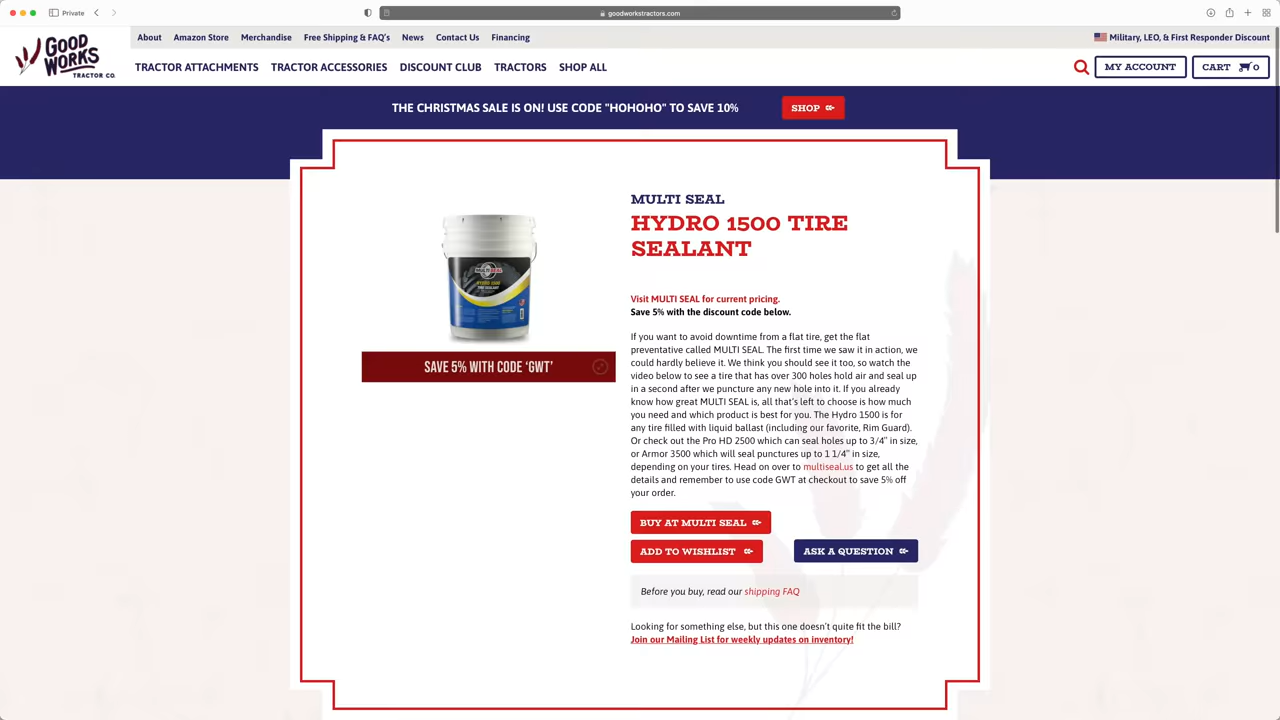 Private
goodworkstractors.com
About Amazon Store Merchandise Free Shipping & FAQ's News Contact Us Financing
Military, LEO, & First Responder Discount
GOOD
WORKS
TRACTOR CO.
TRACTOR ATTACHMENTS TRACTOR ACCESSORIES DISCOUNT CLUB TRACTORS SHOP ALL
MY ACCOUNT
CART 0
THE CHRISTMAS SALE IS ON! USE CODE "HOHOHO" TO SAVE 10%
SHOP
MULTI SEAL
HYDRO 1500 TIRE
SEALANT
MULTI SEAL
HYDRO 1500
SAVE 5% WITH CODE ‘GWT’
Visit MULTI SEAL for current pricing.
Save 5% with the discount code below.
If you want to avoid downtime from a flat tire, get the flat
preventative called MULTI SEAL. The first time we saw it in action, we
could hardly believe it. We think you should see it too, so watch the
video below to see a tire that has over 300 holes hold air and seal up
in a second after we puncture any new hole into it. If you already
know how great MULTI SEAL is, all that's left to choose is how much
you need and which product is best for you. The Hydro 1500 is for
any tire filled with liquid ballast (including our favorite, Rim Guard).
Or check out the Pro HD 2500 which can seal holes up to 3/4" in size,
or Armor 3500 which will seal punctures up to 1 1/4" in size,
depending on your tires. Head on over to multiseal.us to get all the
details and remember to use code GWT at checkout to save 5% off
your order.
BUY AT MULTI SEAL
ADD TO WISHLIST
ASK A QUESTION
Before you buy, read our shipping FAQ
Looking for something else, but this one doesn't quite fit the bill?
Join our Mailing List for weekly updates on inventory!